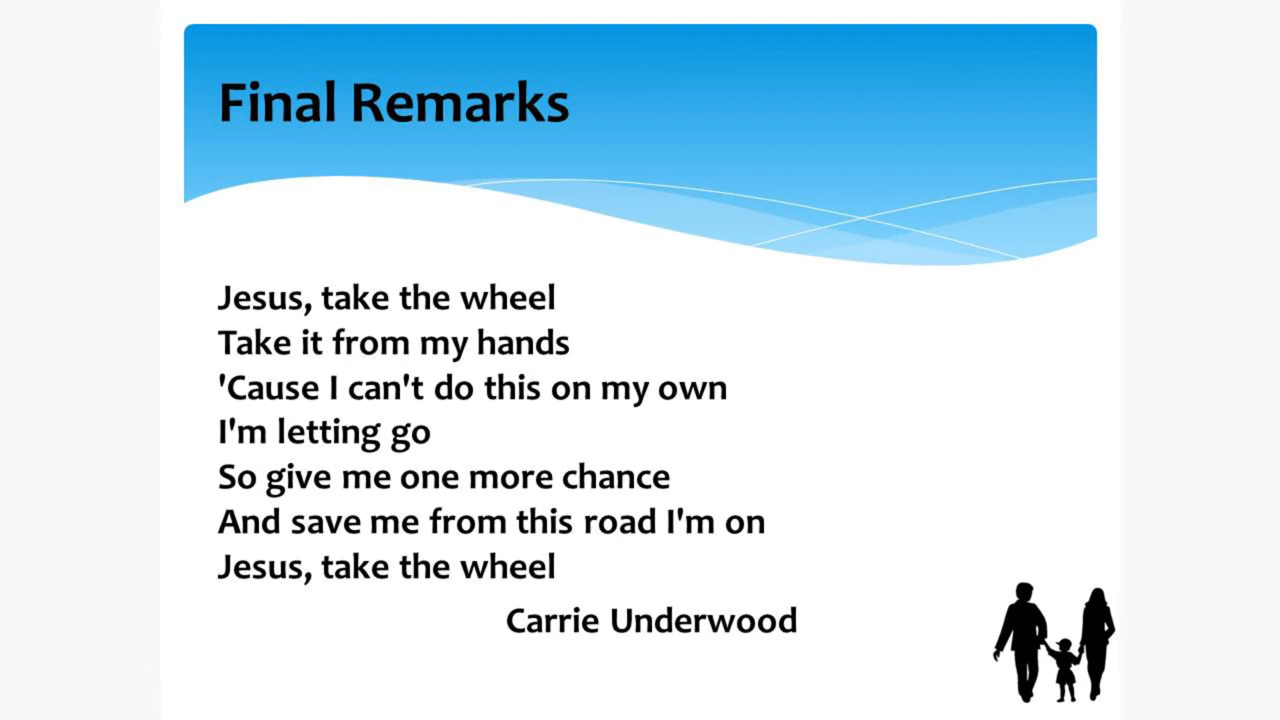 Final Remarks
Jesus, take the wheel
Take it from my hands
'Cause I can't do this on my own
I'm letting go
So give me one more chance
And save me from this road I'm on
Jesus, take the wheel
Carrie Underwood